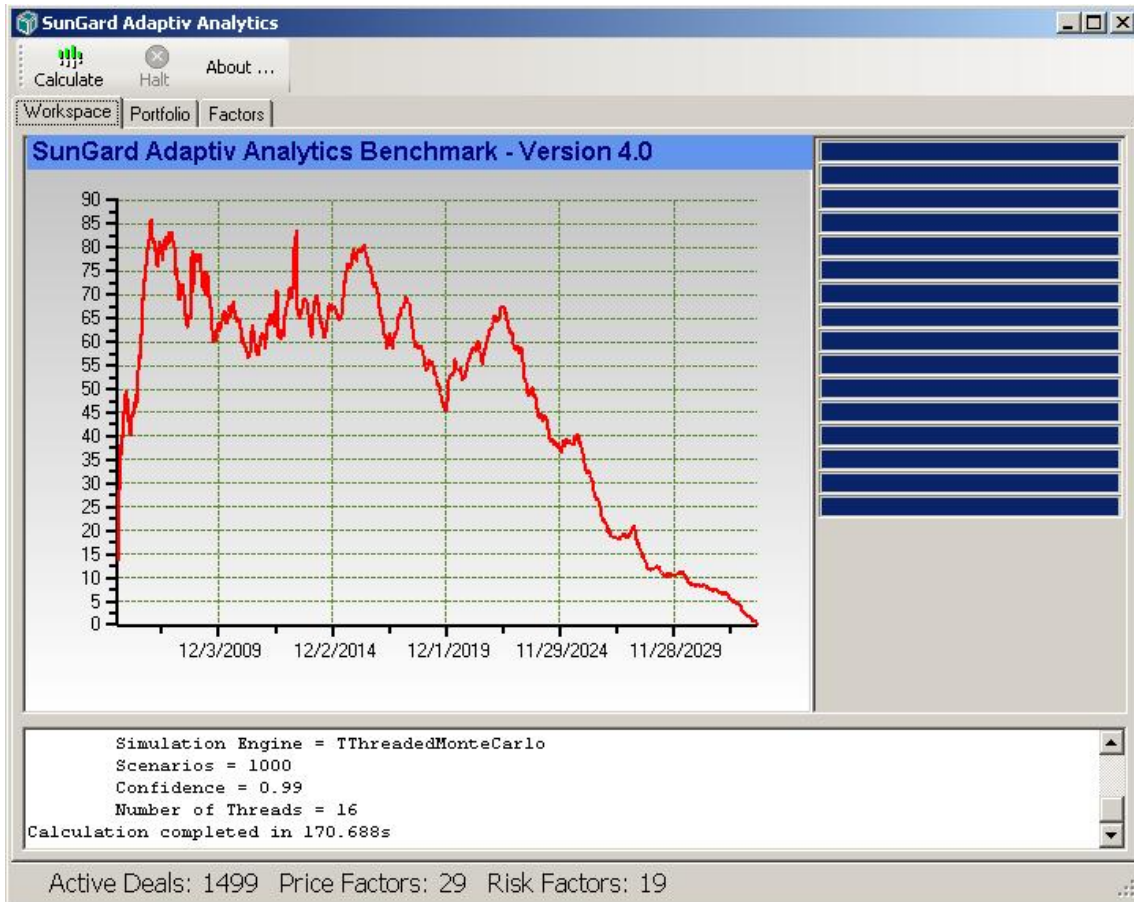 SunGard Adaptiv Analytics
Calculate
Halt
About ...
Workspace
Portfolio
Factors
SunGard Adaptiv Analytics Benchmark - Version 4.0
90
85
80
75
70
65
60
55
50
45
40
35
30
25
20
15
10
5
0
12/3/2009 12/2/2014 12/1/2019 11/29/2024 11/28/2029
Simulation Engine = TThreadedMonteCarlo
Scenarios = 1000
Confidence = 0.99
Number of Threads = 16
Calculation completed in 170.688s
Active Deals: 1499 Price Factors: 29 Risk Factors: 19